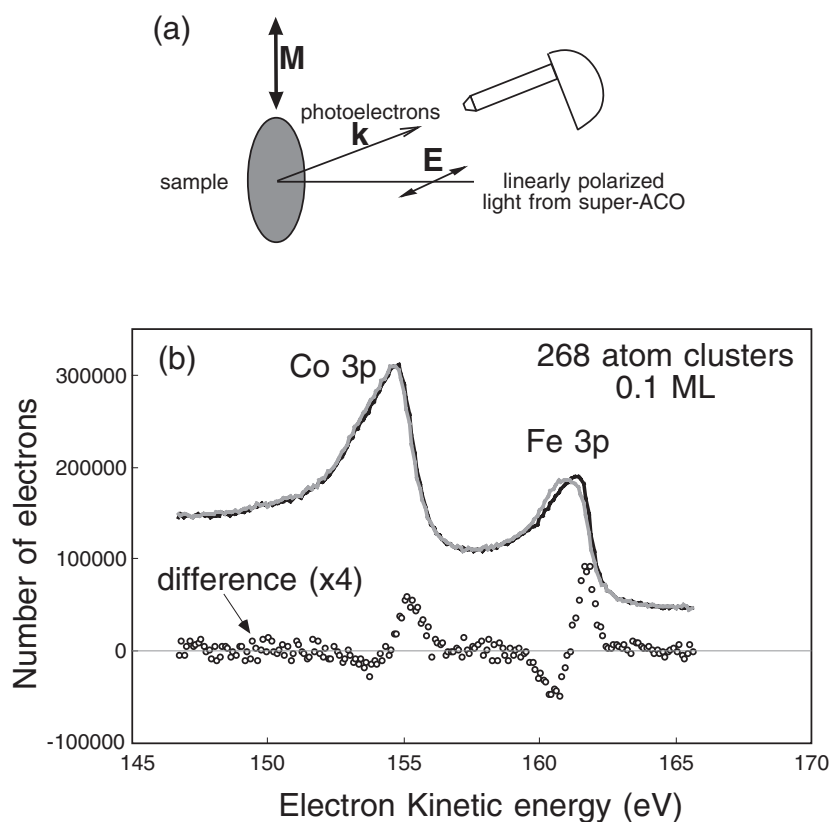 (a)
M
photoelectrons
k
E
sample
linearly polarized
light from super-ACO
(b)
268 atom clusters
0.1 ML
Co 3p
Fe 3p
difference (x4)
Number of electrons
300000
200000
100000
0
-100000
145
150
155
160
165
170
Electron Kinetic energy (eV)